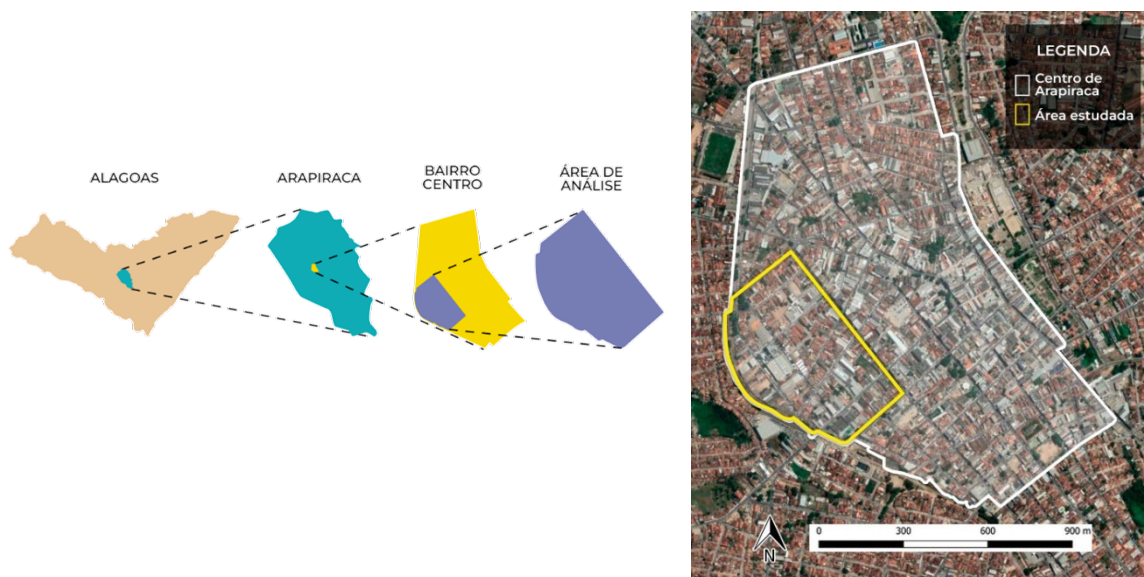 ALAGOAS
ARAPIRACA
BAIRRO
CENTRO
ÁREA DE
ANÁLISE
LEGENDA
Centro de
Arapiraca
Área estudada
N
0 300 600 900 m